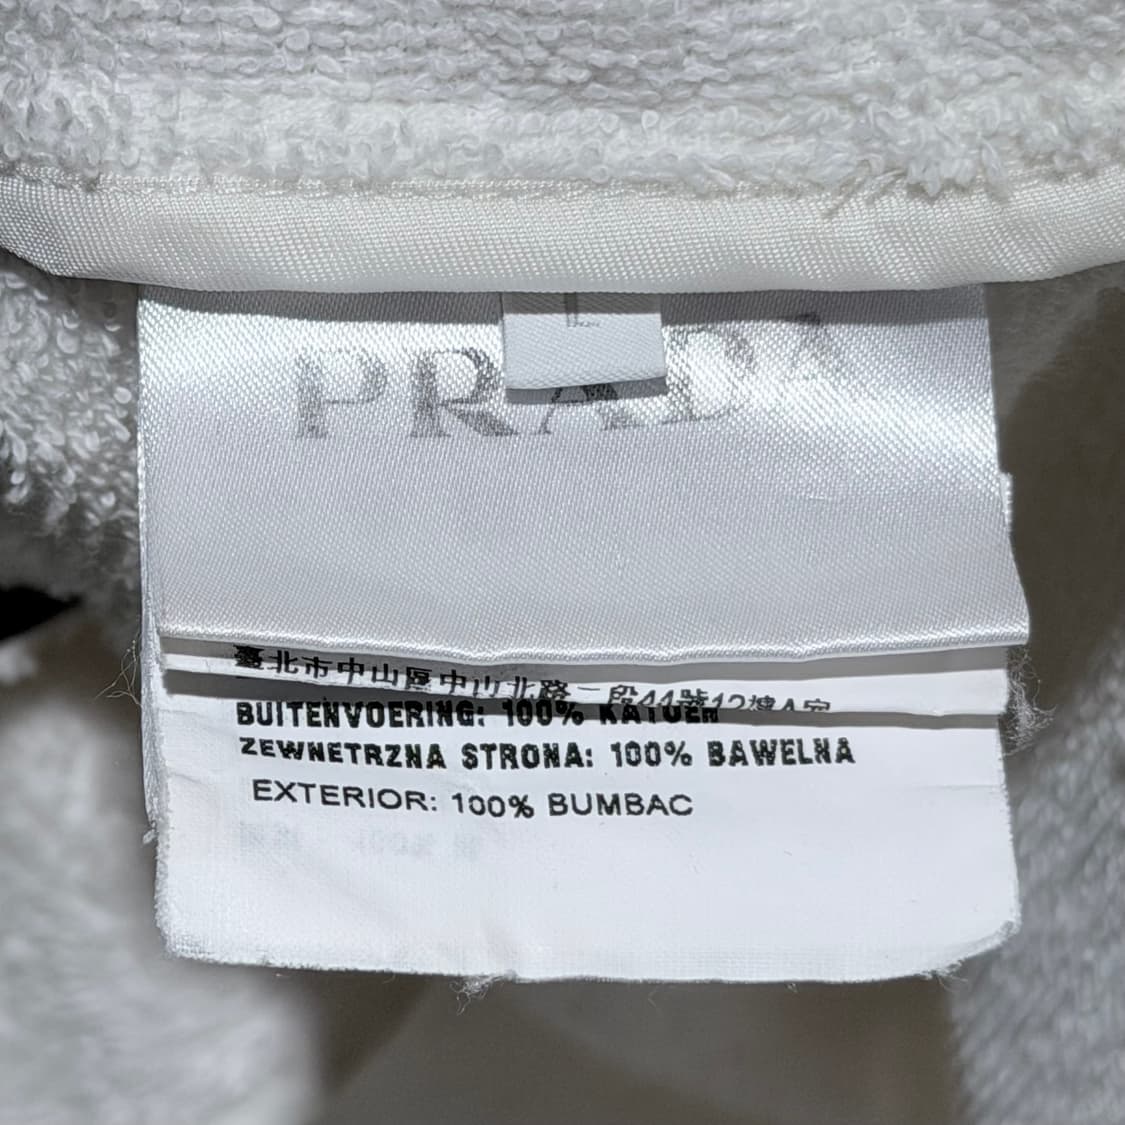 L
PRADA
臺北市中山區中山北路一段44號12樓A室
BUITENVOERING: 100% KATOEN
ZEWNETRZNA STRONA: 100% BAWELNA
EXTERIOR: 100% BUMBAC